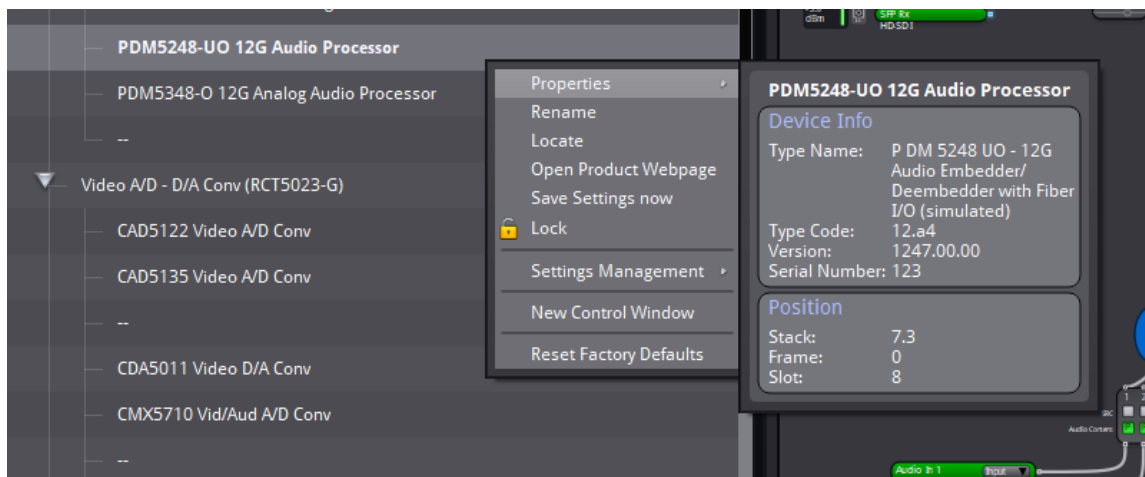 dBm
SFP Rx
HD SDI
PDM5248-UO 12G Audio Processor
PDM5348-O 12G Analog Audio Processor
--
Video A/D - D/A Conv (RCT5023-G)
CAD5122 Video A/D Conv
CAD5135 Video A/D Conv
--
CDA5011 Video D/A Conv
CMX5710 Vid/Aud A/D Conv
--
Properties
Rename
Locate
Open Product Webpage
Save Settings now
Lock
Settings Management
New Control Window
Reset Factory Defaults
PDM5248-UO 12G Audio Processor
Device Info
Type Name: P DM 5248 UO - 12G
Audio Embedder/
Deembedder with Fiber
I/O (simulated)
Type Code: 12.a4
Version: 1247.00.00
Serial Number: 123
Position
Stack: 7.3
Frame: 0
Slot: 8
1 2
SRC
Audio In 1 Input